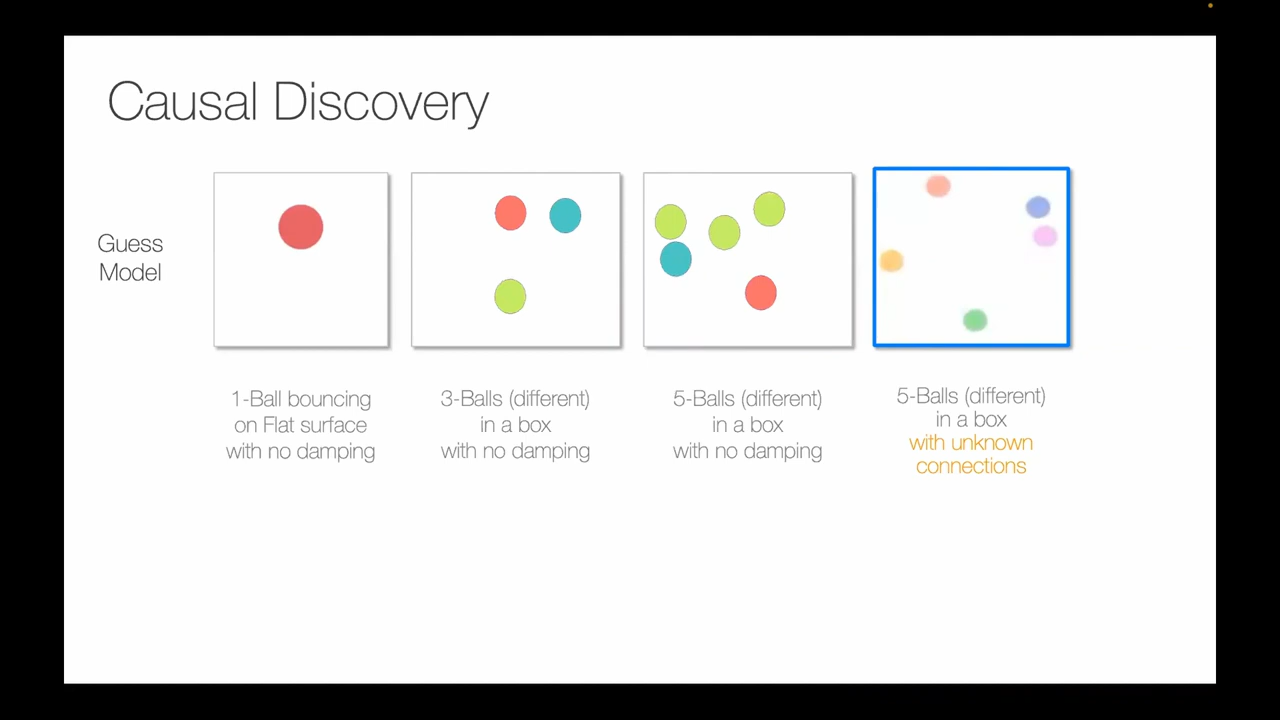 Causal Discovery
Guess
Model
1-Ball bouncing
on Flat surface
with no damping
3-Balls (different)
in a box
with no damping
5-Balls (different)
in a box
with no damping
5-Balls (different)
in a box
with unknown
connections